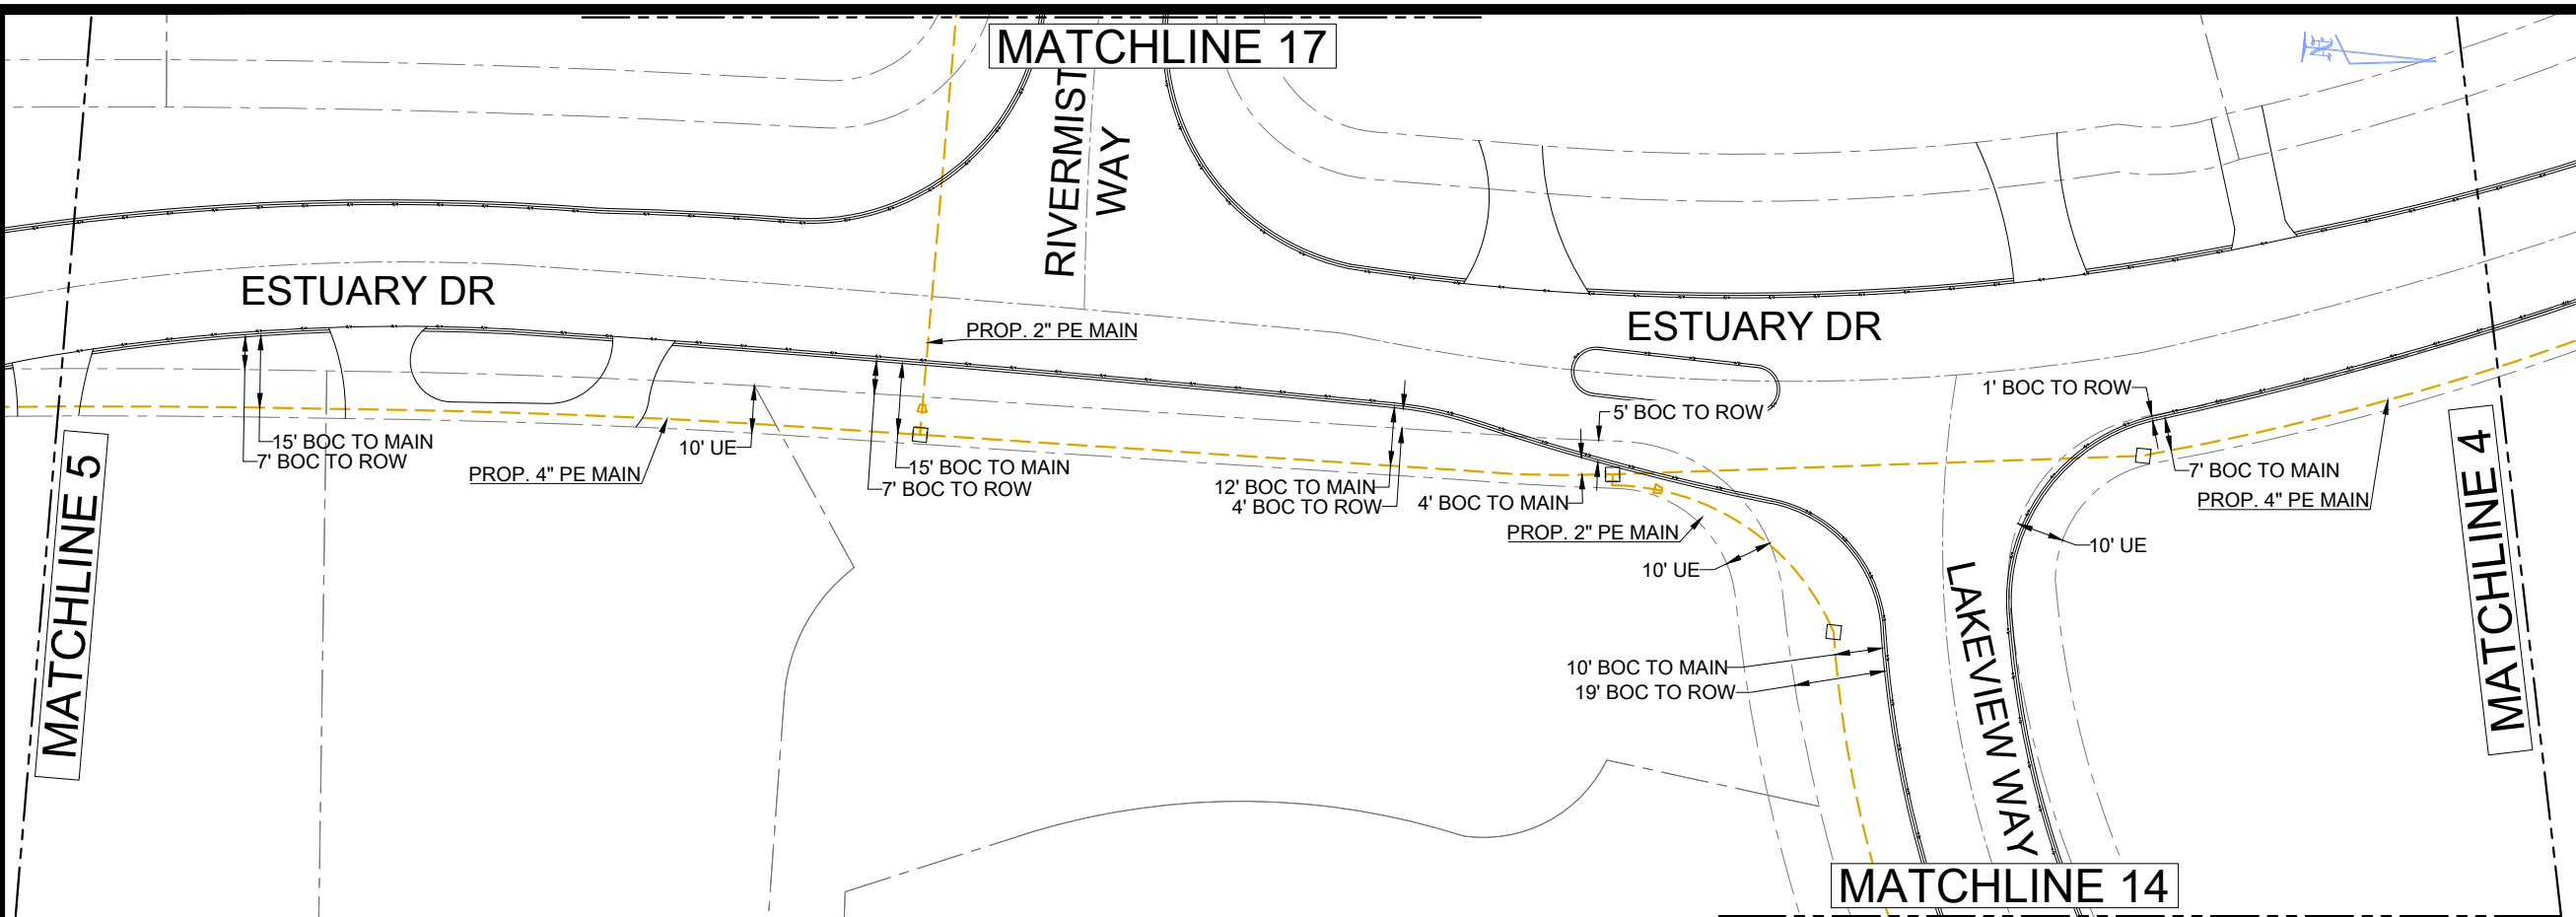 MATCHLINE 17
RIVERMIST
WAY
ESTUARY DR
ESTUARY DR
PROP. 2" PE MAIN
1' BOC TO ROW
5' BOC TO ROW
15' BOC TO MAIN
7' BOC TO ROW
PROP. 4" PE MAIN
10' UE
15' BOC TO MAIN
7' BOC TO ROW
12' BOC TO MAIN
4' BOC TO ROW
4' BOC TO MAIN
PROP. 2" PE MAIN
10' UE
7' BOC TO MAIN
PROP. 4" PE MAIN
10' UE
MATCHLINE 5
MATCHLINE 4
10' BOC TO MAIN
19' BOC TO ROW
LAKEVIEW WAY
MATCHLINE 14